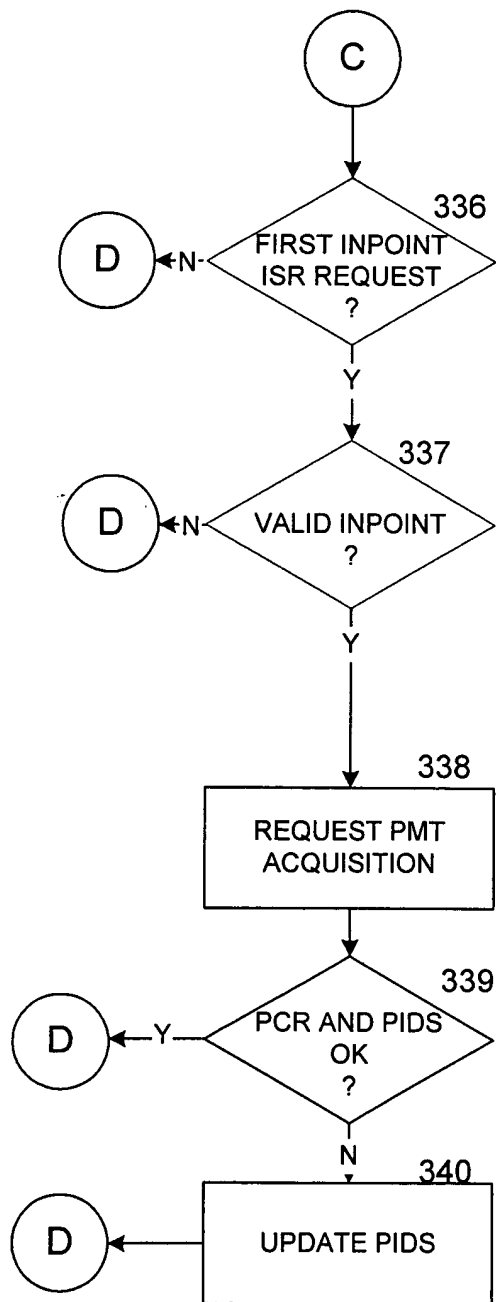 C
336
FIRST INPOINT
ISR REQUEST
?
D
N
Y
337
VALID INPOINT
?
D
N
Y
338
REQUEST PMT
ACQUISITION
339
PCR AND PIDS
OK
?
D
Y
N
340
UPDATE PIDS
D